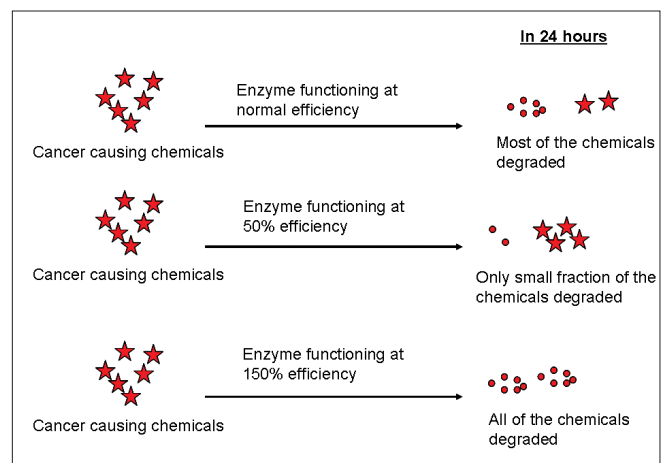 In 24 hours
Enzyme functioning at
normal efficiency
Cancer causing chemicals
Most of the chemicals
degraded
Enzyme functioning at
50% efficiency
Cancer causing chemicals
Only small fraction of the
chemicals degraded
Enzyme functioning at
150% efficiency
Cancer causing chemicals
All of the chemicals
degraded